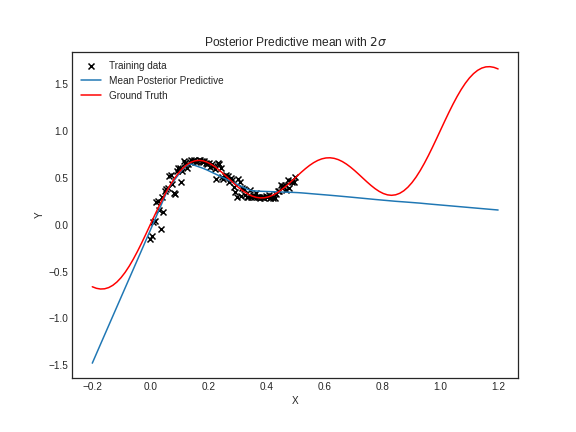 Posterior Predictive mean with 2σ
Training data
Mean Posterior Predictive
Ground Truth
1.5
1.0
0.5
0.0
−0.5
−1.0
−1.5
Y
−0.2 0.0 0.2 0.4 0.6 0.8 1.0 1.2
X